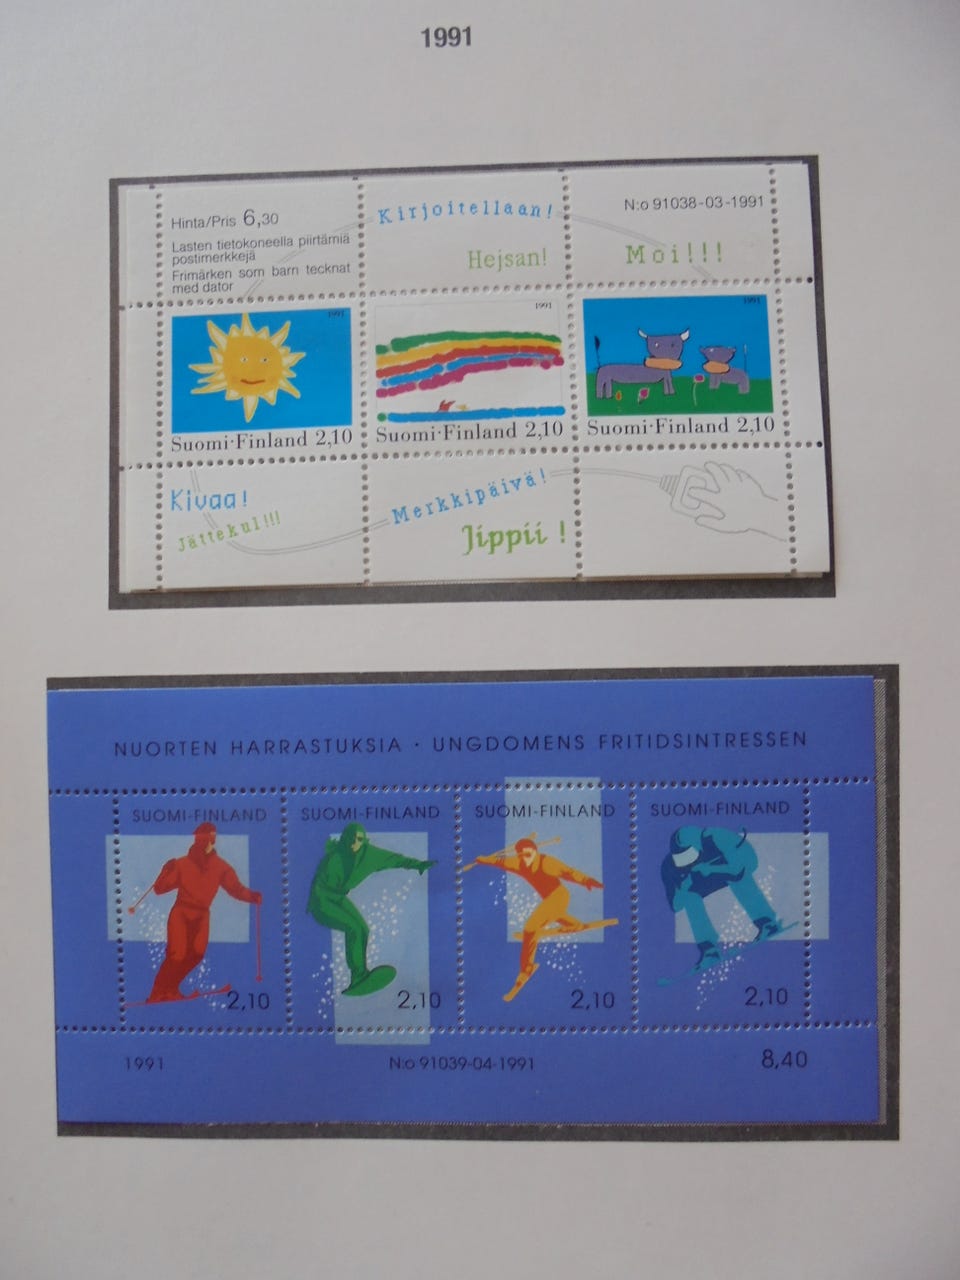 1991
Hinta/Pris 6,30
Lasten tietokoneella piirtämiä
postimerkkejä
Frimärken som barn tecknat
med dator
Kirjoitellaan!
Hejsan!
N:o 91038-03-1991
Moi!!!
1991
Suomi·Finland 2,10
1991
Suomi·Finland 2,10
1991
Suomi·Finland 2,10
Kivaa!
Jättekul!!!
Merkkipäivä!
Jippii!
NUORTEN HARRASTUKSIA · UNGDOMENS FRITIDSINTRESSEN
SUOMI-FINLAND
2,10
SUOMI-FINLAND
2,10
SUOMI-FINLAND
2,10
SUOMI-FINLAND
2,10
1991
N:o 91039-04-1991
8,40